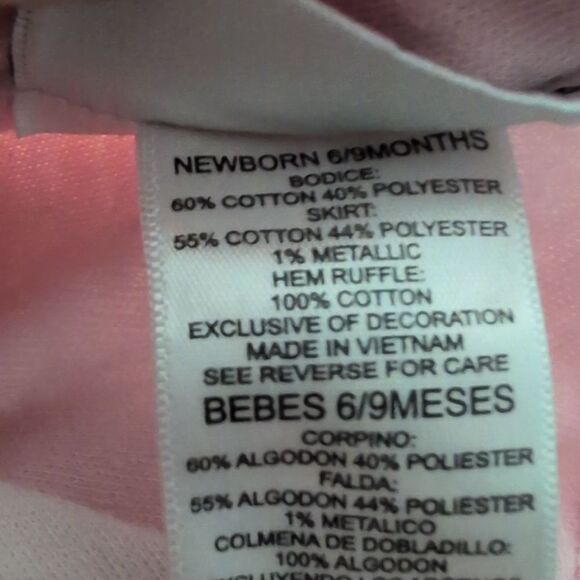 NEWBORN 6/9MONTHS
BODICE:
60% COTTON 40% POLYESTER
SKIRT:
55% COTTON 44% POLYESTER
1% METALLIC
HEM RUFFLE:
100% COTTON
EXCLUSIVE OF DECORATION
MADE IN VIETNAM
SEE REVERSE FOR CARE
BEBES 6/9MESES
CORPINO:
60% ALGODON 40% POLIESTER
FALDA:
55% ALGODON 44% POLIESTER
1% METALICO
COLMENA DE DOBLADILLO:
100% ALGODON